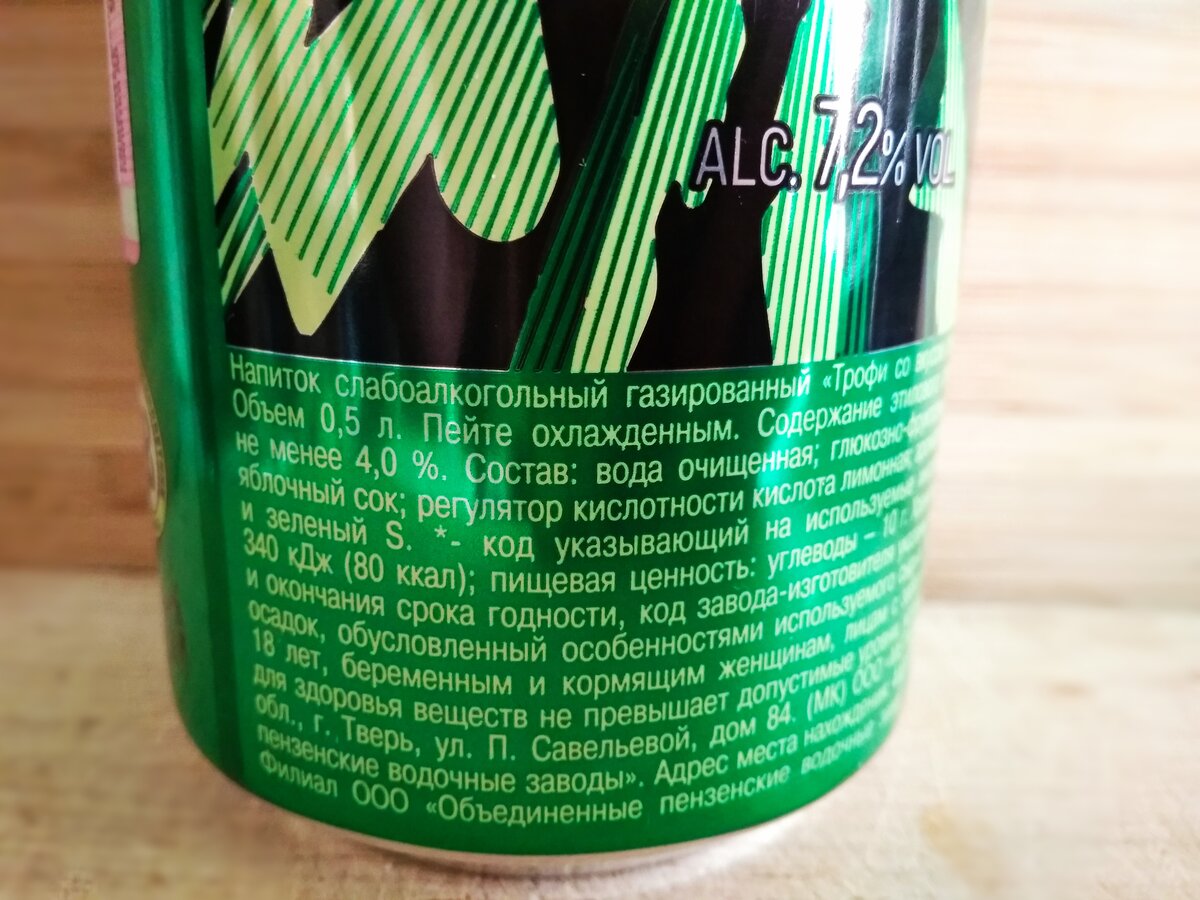 ALC. 7,2% VOL
Напиток слабоалкогольный газированный «Трофи со
Объем 0,5 л. Пейте охлажденным. Содержание
не менее 4,0 %. Состав: вода очищенная; глюкозно-
яблочный сок; регулятор кислотности кислота лимонная;
и зеленый S. *- код указывающий на используемый
340 кДж (80 ккал); пищевая ценность: углеводы – 10 г.
и окончания срока годности, код завода-изготовителя
осадок, обусловленный особенностями используемого
18 лет, беременным и кормящим женщинам, лицам с
для здоровья веществ не превышает допустимые уровни
обл., г. Тверь, ул. П. Савельевой, дом 84. (МК) ООО
пензенские водочные заводы». Адрес места нахождения
Филиал ООО «Объединенные пензенские водочные